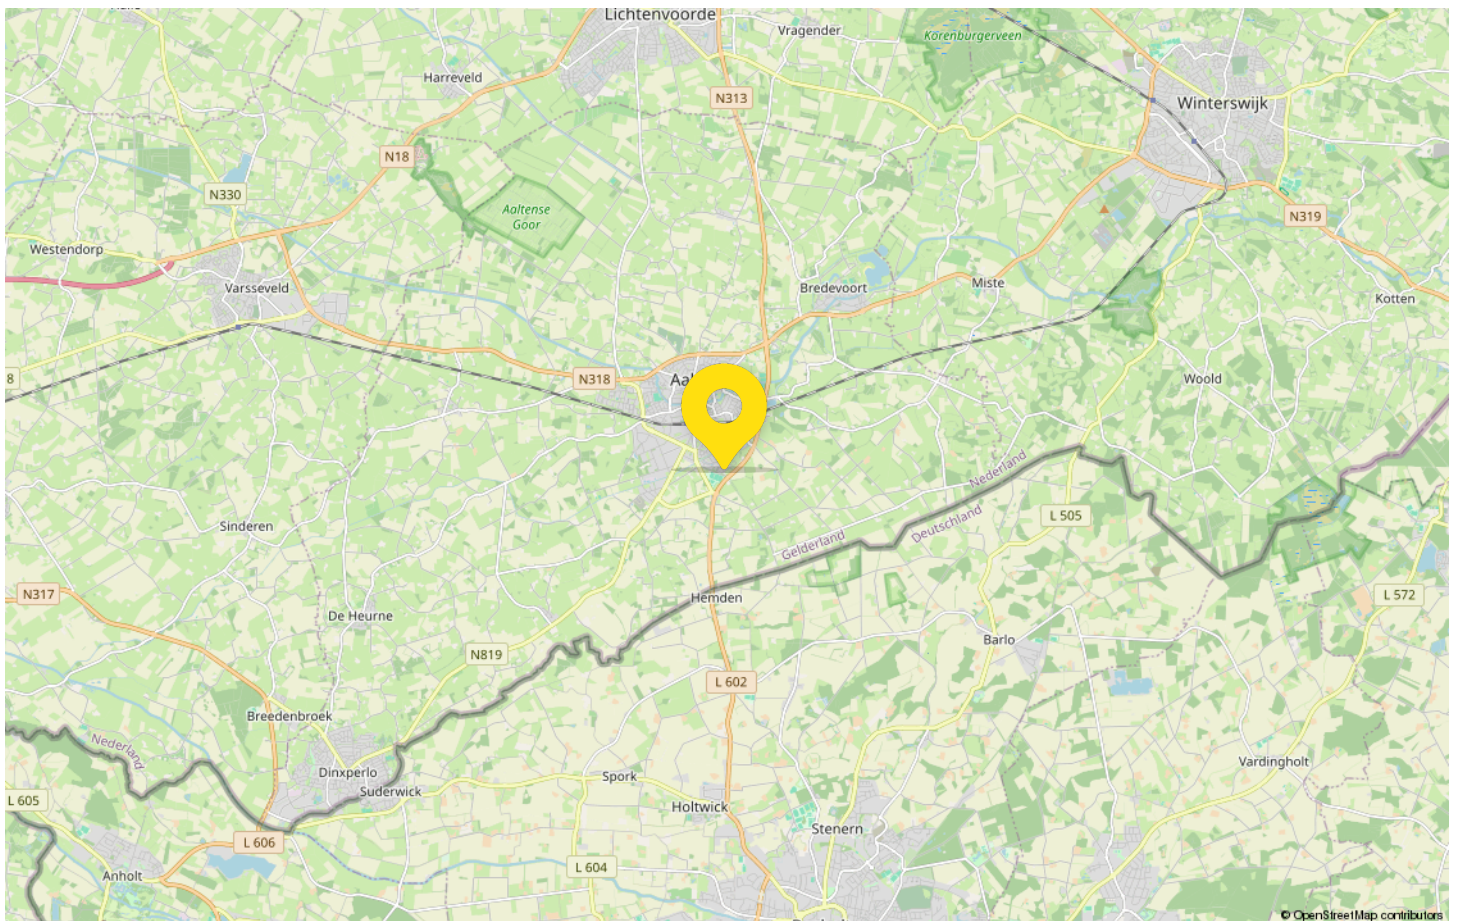 Lichtenvoorde
Vragender
Korenburgerveen
Harreveld
N313
Winterswijk
N18
N330
Aaltense
Goor
N319
Westendorp
Varsseveld
Bredevoort
Miste
Kotten
8
N318
Woold
Nederland
L 505
Deutschland
Gelderland
Sinderen
N317
Hemden
L 572
De Heurne
Barlo
N819
L 602
Breedenbroek
Nederland
Dinxperlo
Spork
Vardingholt
Suderwick
L 605
Holtwick
Stenern
L 606
L 604
Anholt
© OpenStreetMap contributors